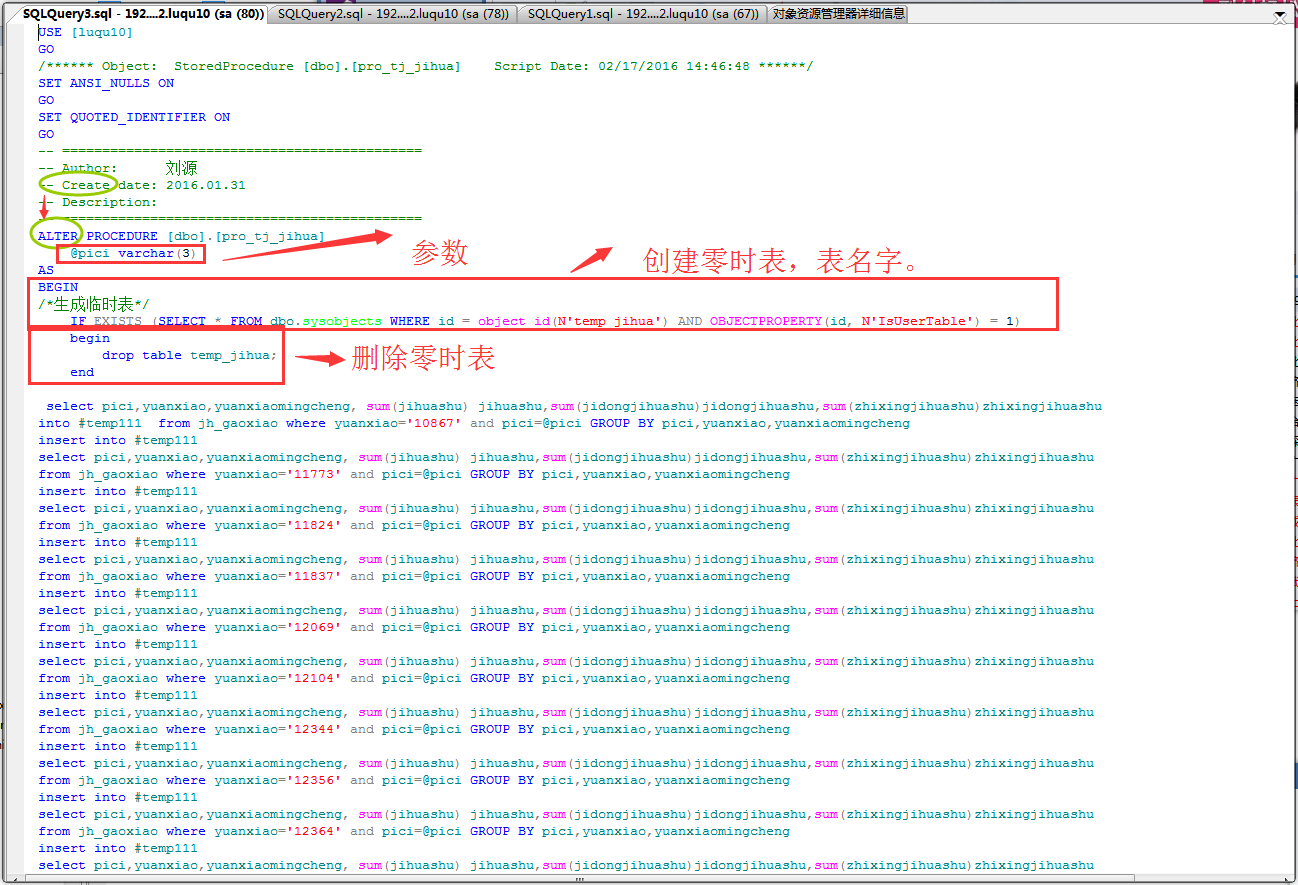 SQLQuery3.sql - 192....2.luqu10 (sa (80)) SQLQuery2.sql - 192....2.luqu10 (sa (78)) SQLQuery1.sql - 192....2.luqu10 (sa (67)) 对象资源管理器详细信息
USE [luqu10]
GO
/****** Object:  StoredProcedure [dbo].[pro_tj_jihua]    Script Date: 02/17/2016 14:46:48 ******/
SET ANSI_NULLS ON
GO
SET QUOTED_IDENTIFIER ON
GO
-- =============================================
-- Author:      刘源
-- Create date: 2016.01.31
-- Description:
=============================================
ALTER PROCEDURE [dbo].[pro_tj_jihua]
@pici varchar(3)
参数
创建零时表，表名字。
AS
BEGIN
/*生成临时表*/
IF EXISTS (SELECT * FROM dbo.sysobjects WHERE id = object_id(N'temp_jihua') AND OBJECTPROPERTY(id, N'IsUserTable') = 1)
begin
drop table temp_jihua;
删除零时表
end
select pici,yuanxiao,yuanxiaomingcheng, sum(jihuashu) jihuashu,sum(jidongjihuashu)jidongjihuashu,sum(zhixingjihuashu)zhixingjihuashu
into #temp111  from jh_gaoxiao where yuanxiao='10867' and pici=@pici GROUP BY pici,yuanxiao,yuanxiaomingcheng
insert into #temp111
select pici,yuanxiao,yuanxiaomingcheng, sum(jihuashu) jihuashu,sum(jidongjihuashu)jidongjihuashu,sum(zhixingjihuashu)zhixingjihuashu
from jh_gaoxiao where yuanxiao='11773' and pici=@pici GROUP BY pici,yuanxiao,yuanxiaomingcheng
insert into #temp111
select pici,yuanxiao,yuanxiaomingcheng, sum(jihuashu) jihuashu,sum(jidongjihuashu)jidongjihuashu,sum(zhixingjihuashu)zhixingjihuashu
from jh_gaoxiao where yuanxiao='11824' and pici=@pici GROUP BY pici,yuanxiao,yuanxiaomingcheng
insert into #temp111
select pici,yuanxiao,yuanxiaomingcheng, sum(jihuashu) jihuashu,sum(jidongjihuashu)jidongjihuashu,sum(zhixingjihuashu)zhixingjihuashu
from jh_gaoxiao where yuanxiao='11837' and pici=@pici GROUP BY pici,yuanxiao,yuanxiaomingcheng
insert into #temp111
select pici,yuanxiao,yuanxiaomingcheng, sum(jihuashu) jihuashu,sum(jidongjihuashu)jidongjihuashu,sum(zhixingjihuashu)zhixingjihuashu
from jh_gaoxiao where yuanxiao='12069' and pici=@pici GROUP BY pici,yuanxiao,yuanxiaomingcheng
insert into #temp111
select pici,yuanxiao,yuanxiaomingcheng, sum(jihuashu) jihuashu,sum(jidongjihuashu)jidongjihuashu,sum(zhixingjihuashu)zhixingjihuashu
from jh_gaoxiao where yuanxiao='12104' and pici=@pici GROUP BY pici,yuanxiao,yuanxiaomingcheng
insert into #temp111
select pici,yuanxiao,yuanxiaomingcheng, sum(jihuashu) jihuashu,sum(jidongjihuashu)jidongjihuashu,sum(zhixingjihuashu)zhixingjihuashu
from jh_gaoxiao where yuanxiao='12344' and pici=@pici GROUP BY pici,yuanxiao,yuanxiaomingcheng
insert into #temp111
select pici,yuanxiao,yuanxiaomingcheng, sum(jihuashu) jihuashu,sum(jidongjihuashu)jidongjihuashu,sum(zhixingjihuashu)zhixingjihuashu
from jh_gaoxiao where yuanxiao='12356' and pici=@pici GROUP BY pici,yuanxiao,yuanxiaomingcheng
insert into #temp111
select pici,yuanxiao,yuanxiaomingcheng, sum(jihuashu) jihuashu,sum(jidongjihuashu)jidongjihuashu,sum(zhixingjihuashu)zhixingjihuashu
from jh_gaoxiao where yuanxiao='12364' and pici=@pici GROUP BY pici,yuanxiao,yuanxiaomingcheng
insert into #temp111
select pici,yuanxiao,yuanxiaomingcheng, sum(jihuashu) jihuashu,sum(jidongjihuashu)jidongjihuashu,sum(zhixingjihuashu)zhixingjihuashu